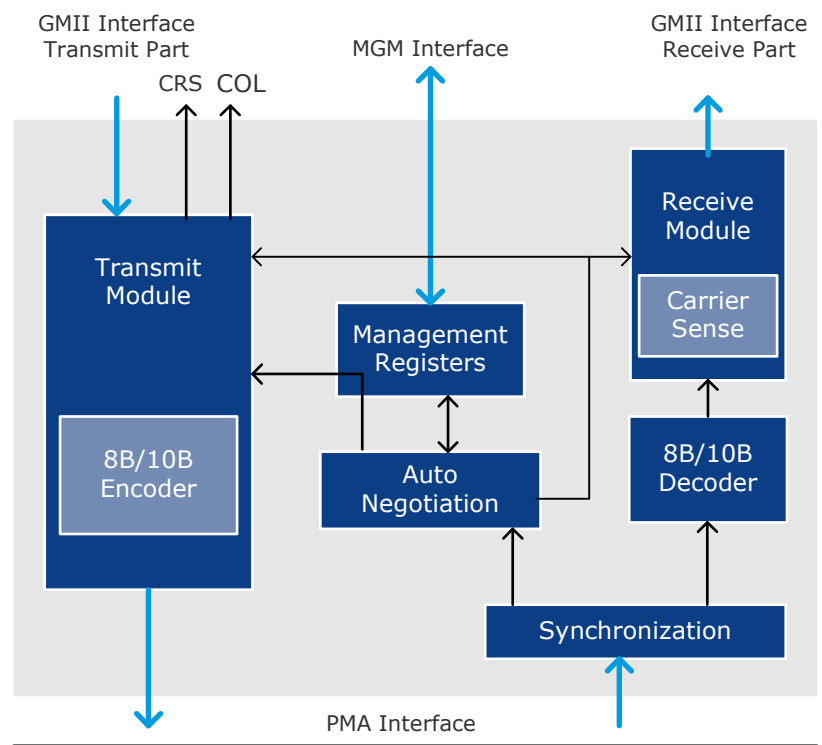 GMII Interface
Transmit Part
MGM Interface
GMII Interface
Receive Part
CRS
COL
Transmit
Module
Receive
Module
Carrier
Sense
Management
Registers
8B/10B
Encoder
Auto
Negotiation
8B/10B
Decoder
Synchronization
PMA Interface